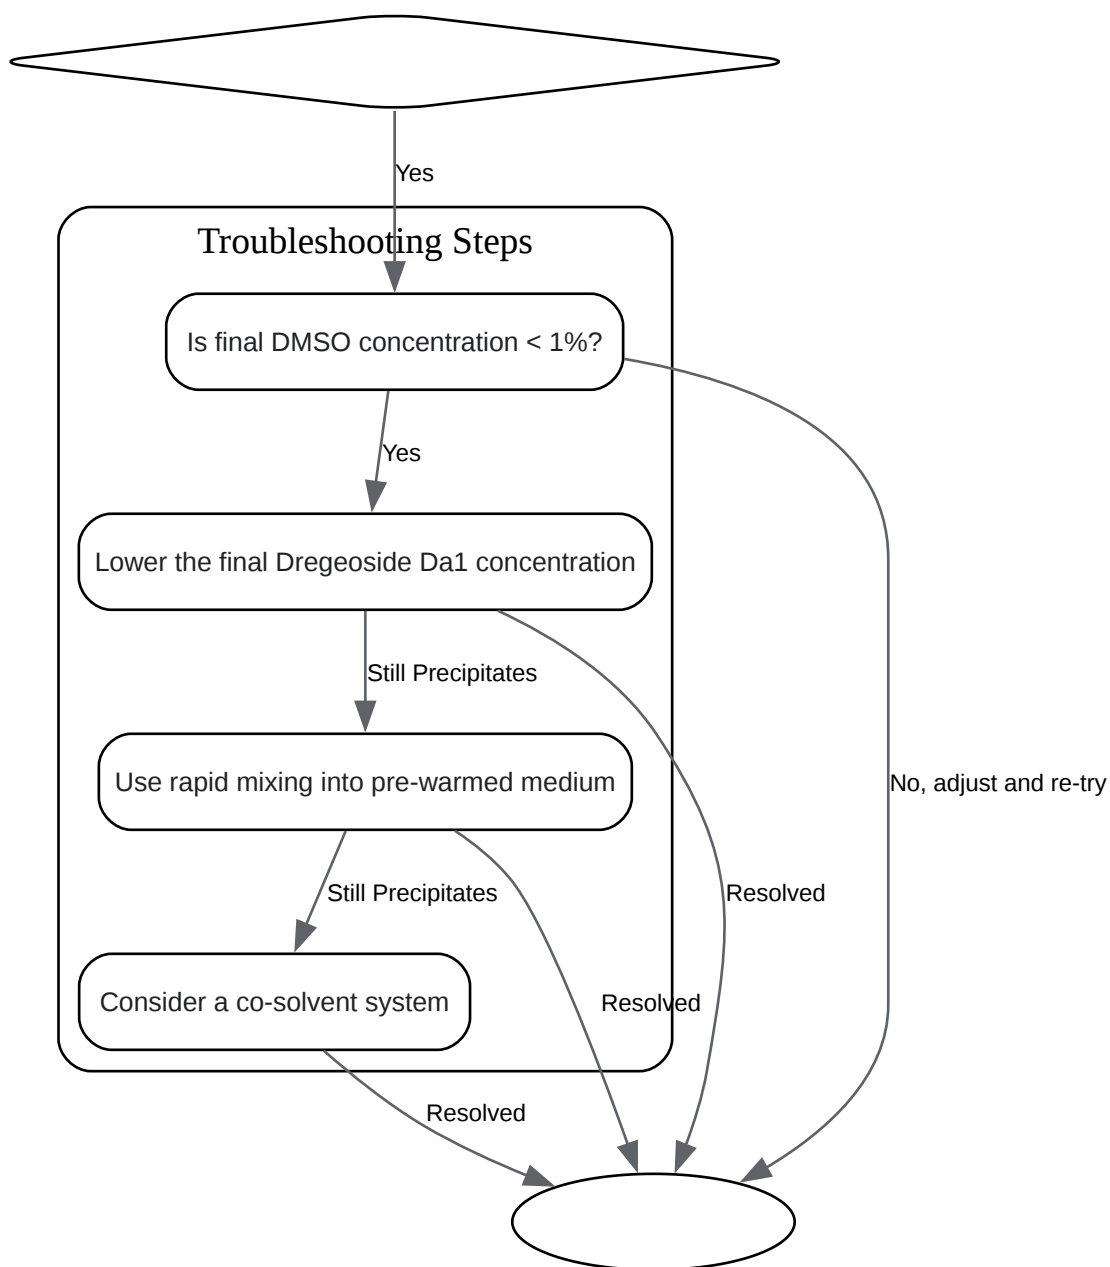 Yes
Troubleshooting Steps
Is final DMSO concentration < 1%?
Yes
Lower the final Dregeoside Da1 concentration
Still Precipitates
Use rapid mixing into pre-warmed medium
No, adjust and re-try
Still Precipitates
Resolved
Consider a co-solvent system
Resolved
Resolved